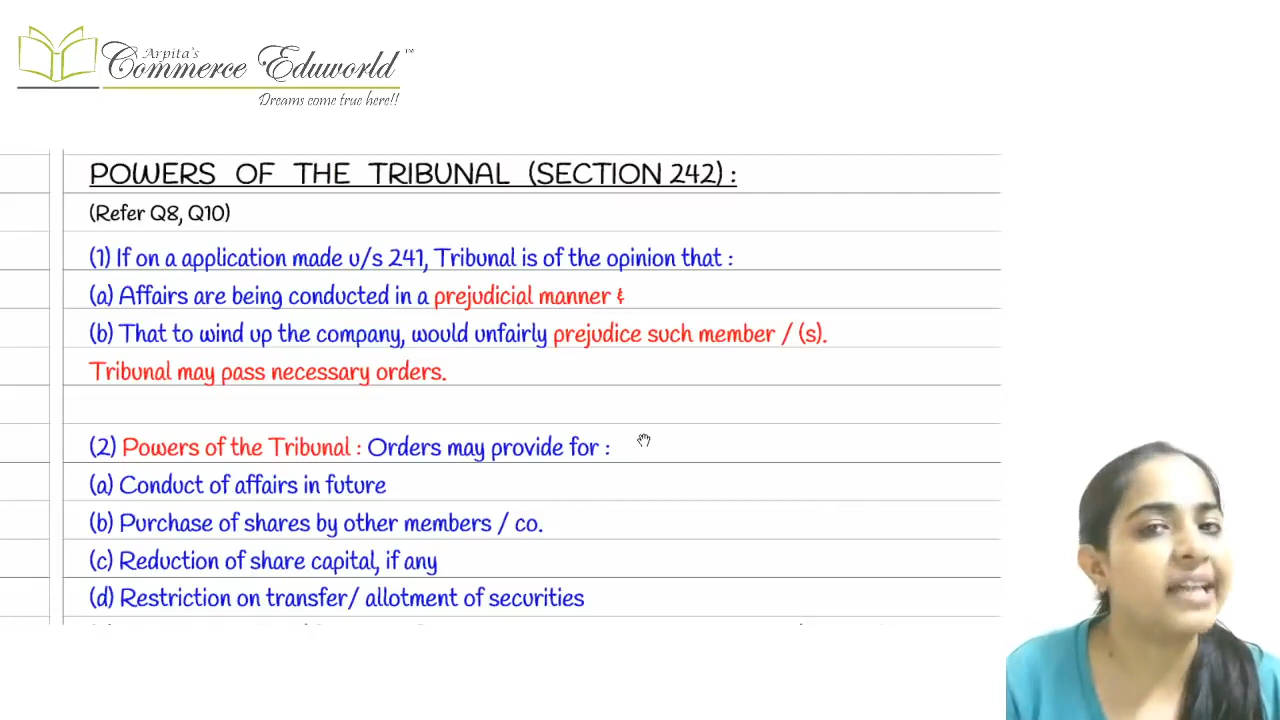 Arpita's
Commerce Eduworld ™
Dreams come true here!!
POWERS OF THE TRIBUNAL (SECTION 242) :
(Refer Q8, Q10)
(1) If on a application made u/s 241, Tribunal is of the opinion that :
(a) Affairs are being conducted in a prejudicial manner &
(b) That to wind up the company, would unfairly prejudice such member / (s).
Tribunal may pass necessary orders.
(2) Powers of the Tribunal : Orders may provide for :
(a) Conduct of affairs in future
(b) Purchase of shares by other members / co.
(c) Reduction of share capital, if any
(d) Restriction on transfer/ allotment of securities